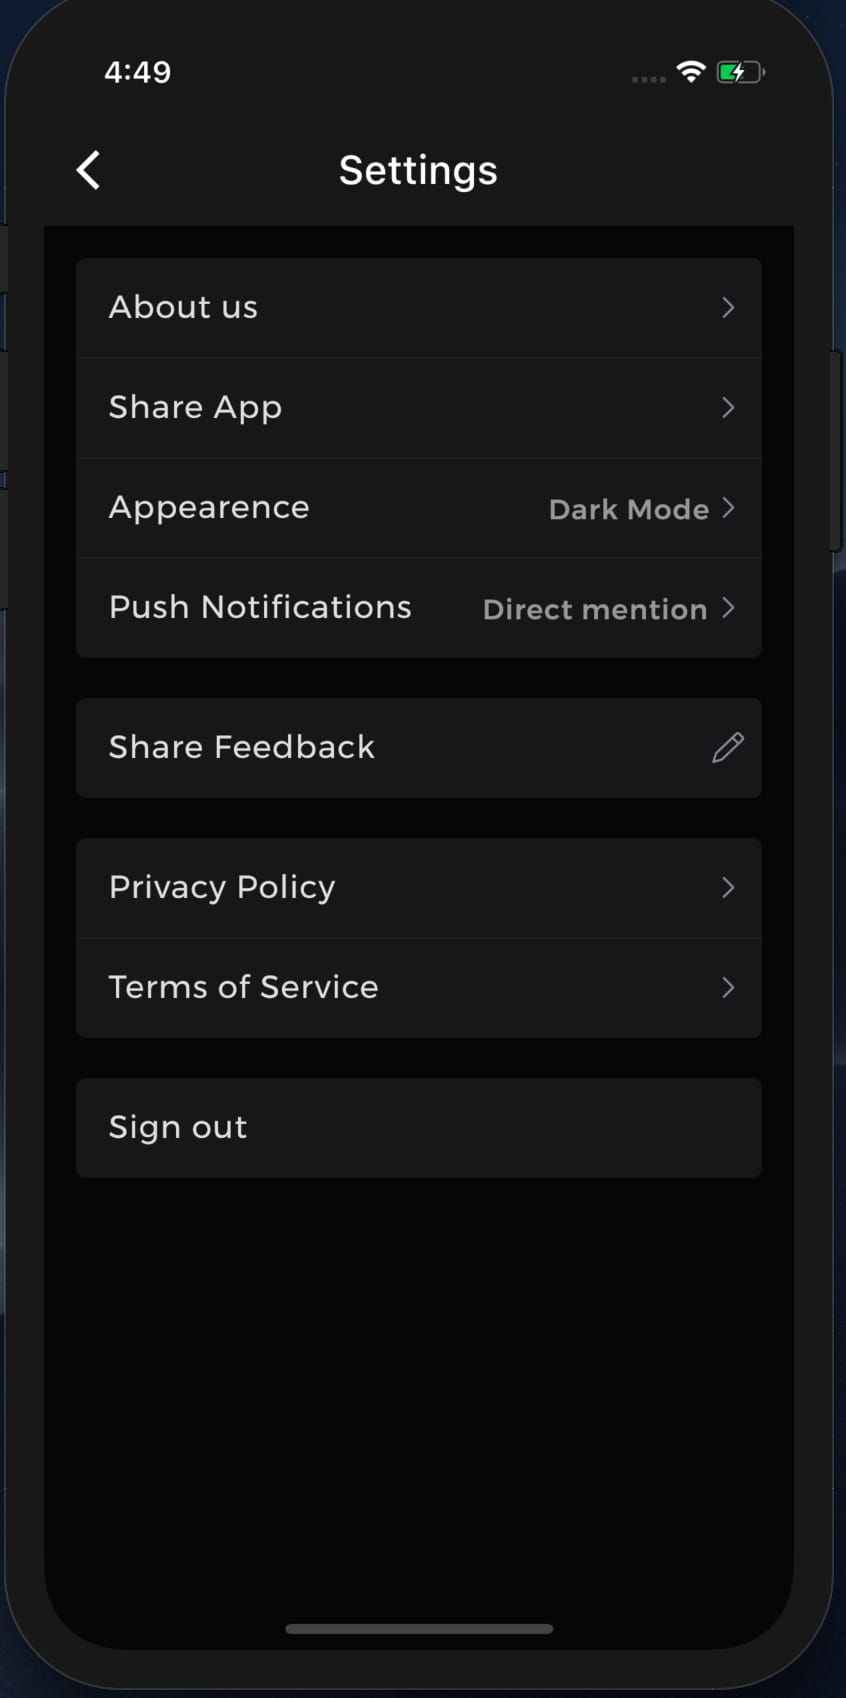 4:49
Settings
About us
Share App
Appearence Dark Mode
Push Notifications Direct mention
Share Feedback
Privacy Policy
Terms of Service
Sign out